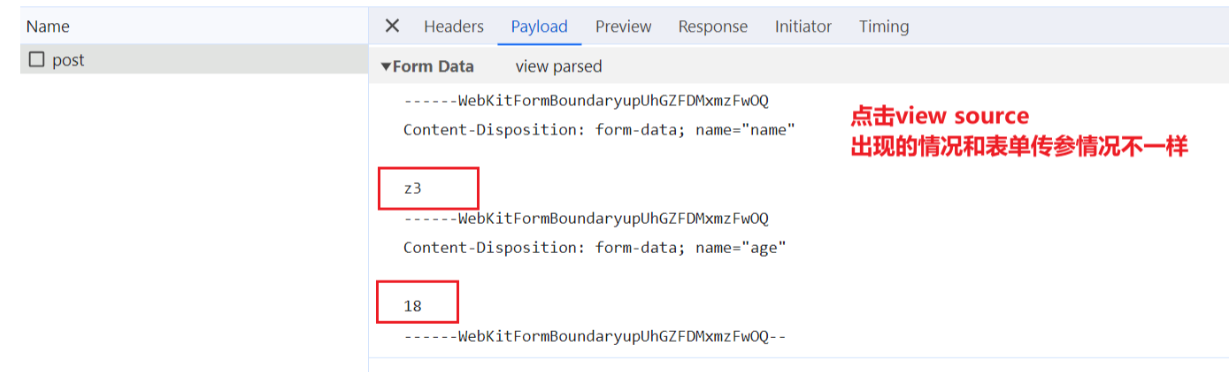 Name
Headers Payload Preview Response Initiator Timing
post
▼Form Data view parsed
------WebKitFormBoundaryupUhGZFDMxmzFwOQ
Content-Disposition: form-data; name="name"
点击view source
出现的情况和表单传参情况不一样
z3
------WebKitFormBoundaryupUhGZFDMxmzFwOQ
Content-Disposition: form-data; name="age"
18
------WebKitFormBoundaryupUhGZFDMxmzFwOQ--